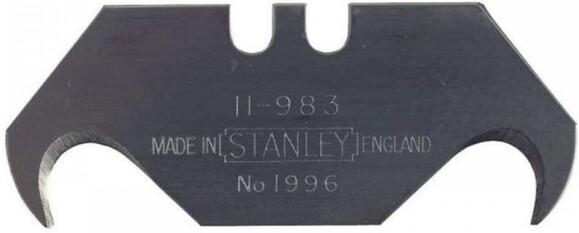 11-983
MADE IN [STANLEY] ENGLAND
No 1996